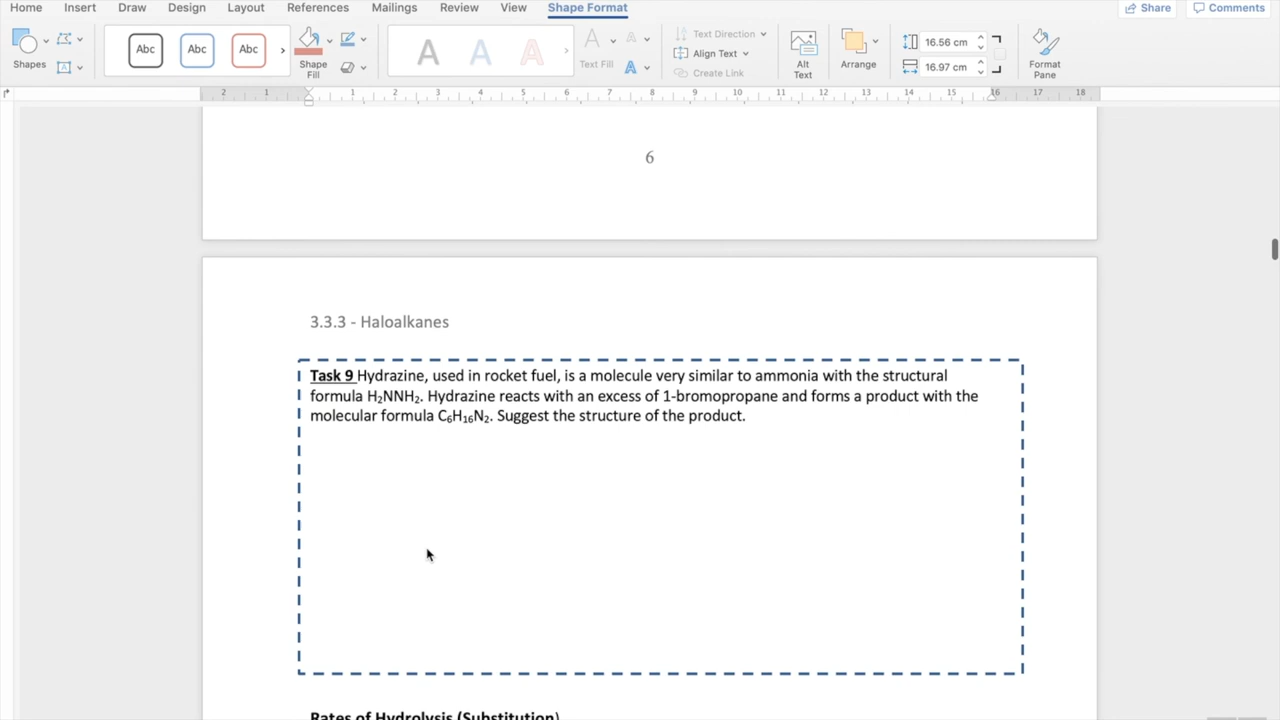 Home Insert Draw Design Layout References Mailings Review View Shape Format Share Comments
Abc Abc Abc
A A A
Shapes
Shape
Fill
Text Fill
Text Direction
Align Text
Create Link
Alt
Text
Arrange
16.56 cm
16.97 cm
Format
Pane
2 1 1 2 3 4 5 6 7 8 9 10 11 12 13 14 15 16 17 18
6
3.3.3 - Haloalkanes
Task 9 Hydrazine, used in rocket fuel, is a molecule very similar to ammonia with the structural
formula H₂NNH₂. Hydrazine reacts with an excess of 1-bromopropane and forms a product with the
molecular formula C₆H₁₆N₂. Suggest the structure of the product.
Rates of Hydrolysis (Substitution)